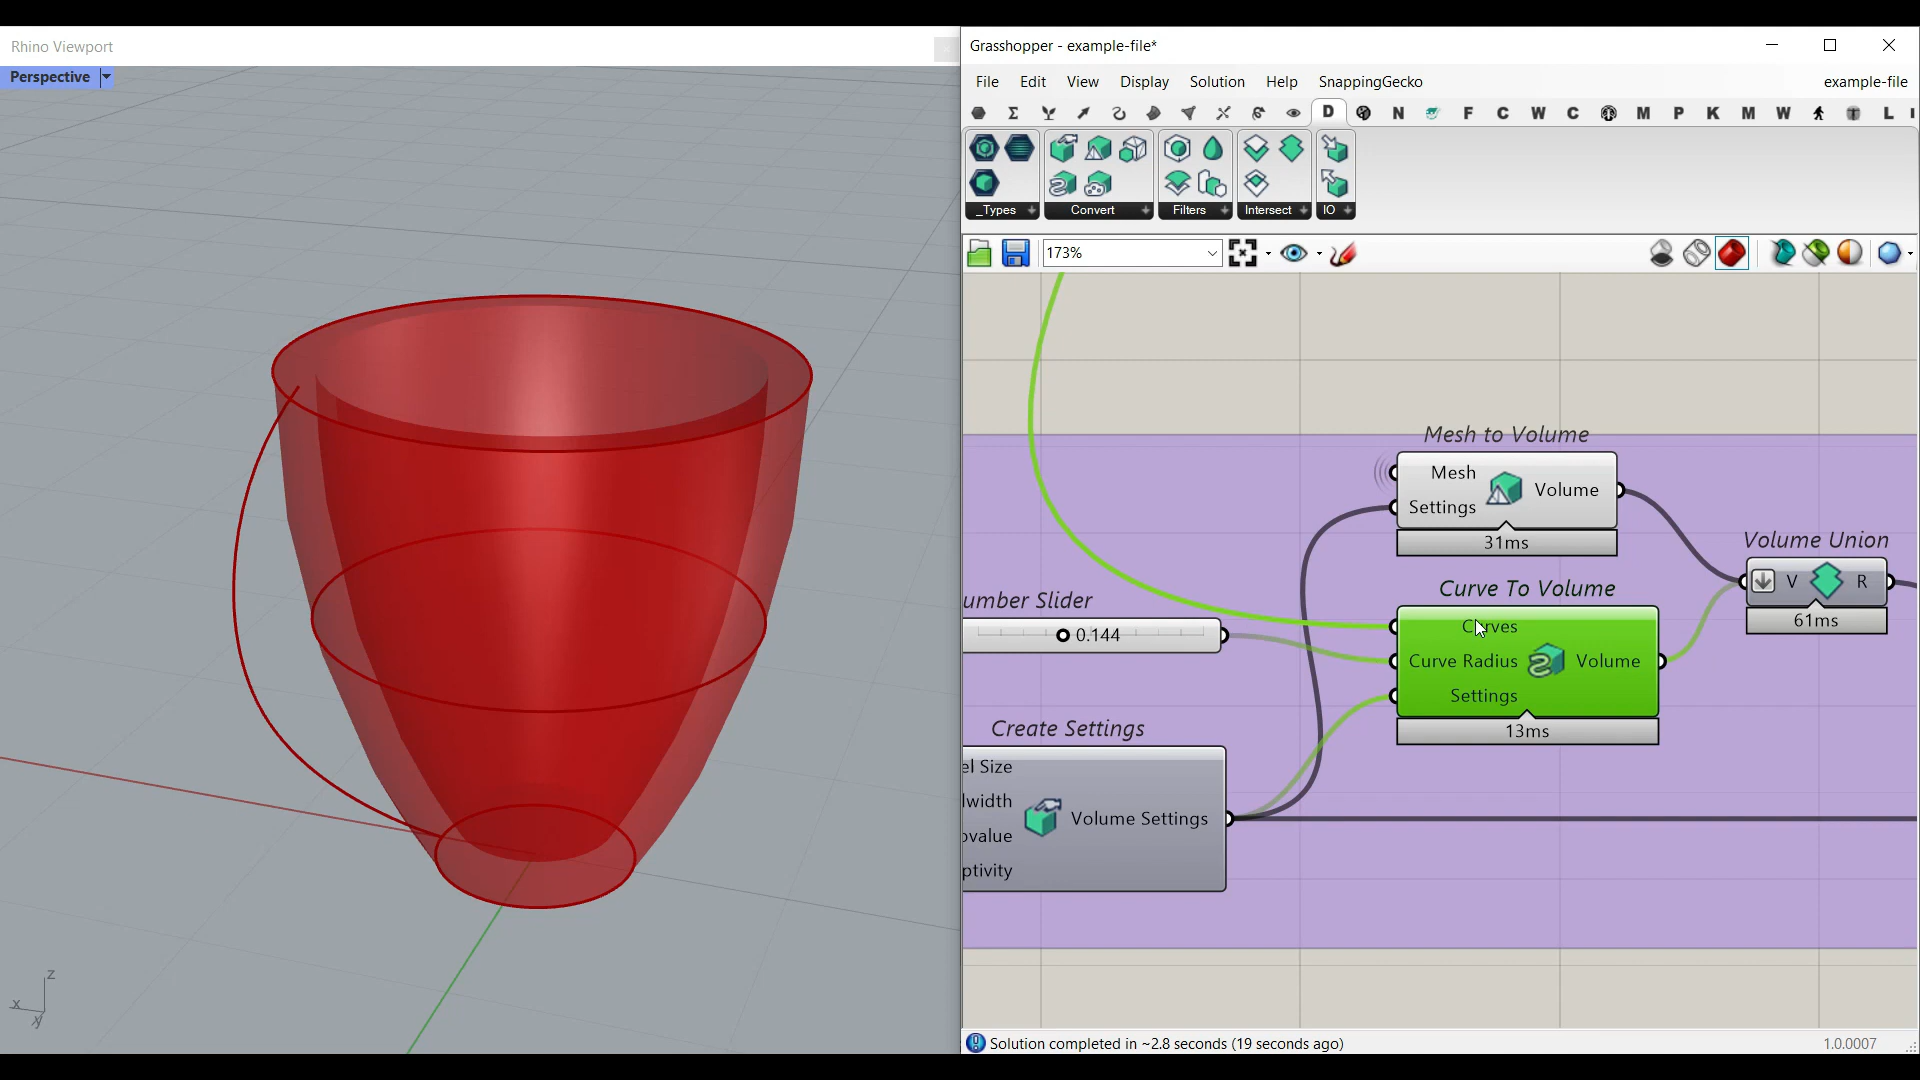 Rhino Viewport
Perspective
z
x
y
Grasshopper - example-file*
File Edit View Display Solution Help SnappingGecko example-file
D N F C W C M P K M W L
_Types + Convert + Filters + Intersect + IO +
173%
Mesh to Volume
Mesh
Settings
Volume
31ms
Volume Union
V R
61ms
Curve To Volume
Curves
Curve Radius
Settings
Volume
13ms
umber Slider
0.144
Create Settings
el Size
lwidth
ovalue
ptivity
Volume Settings
Solution completed in ~2.8 seconds (19 seconds ago)
1.0.0007